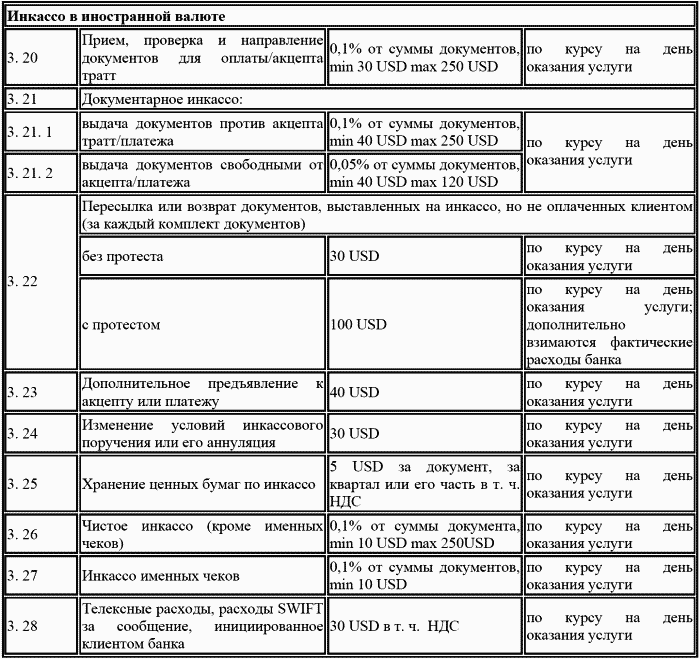 Инкассо в иностранной валюте
3. 20
Прием, проверка и направление
документов для оплаты/акцепта
тратт
0,1% от суммы документов,
min 30 USD max 250 USD
по курсу на день
оказания услуги
3. 21
Документарное инкассо:
3. 21. 1
выдача документов против акцепта
тратт/платежа
0,1% от суммы документов,
min 40 USD max 250 USD
по курсу на день
оказания услуги
3. 21. 2
выдача документов свободными от
акцепта/платежа
0,05% от суммы документов,
min 40 USD max 120 USD
3. 22
Пересылка или возврат документов, выставленных на инкассо, но не оплаченных клиентом
(за каждый комплект документов)
без протеста
30 USD
по курсу на день
оказания услуги
с протестом
100 USD
по курсу на день
оказания услуги;
дополнительно
взимаются фактические
расходы банка
3. 23
Дополнительное предъявление к
акцепту или платежу
40 USD
по курсу на день
оказания услуги
3. 24
Изменение условий инкассового
поручения или его аннуляция
30 USD
по курсу на день
оказания услуги
3. 25
Хранение ценных бумаг по инкассо
5 USD за документ, за
квартал или его часть в т. ч.
НДС
по курсу на день
оказания услуги
3. 26
Чистое инкассо (кроме именных
чеков)
0,1% от суммы документа,
min 10 USD max 250USD
по курсу на день
оказания услуги
3. 27
Инкассо именных чеков
0,1% от суммы документов,
min 10 USD
по курсу на день
оказания услуги
3. 28
Телексные расходы, расходы SWIFT
за сообщение, инициированное
клиентом банка
30 USD в т. ч. НДС
по курсу на день
оказания услуги